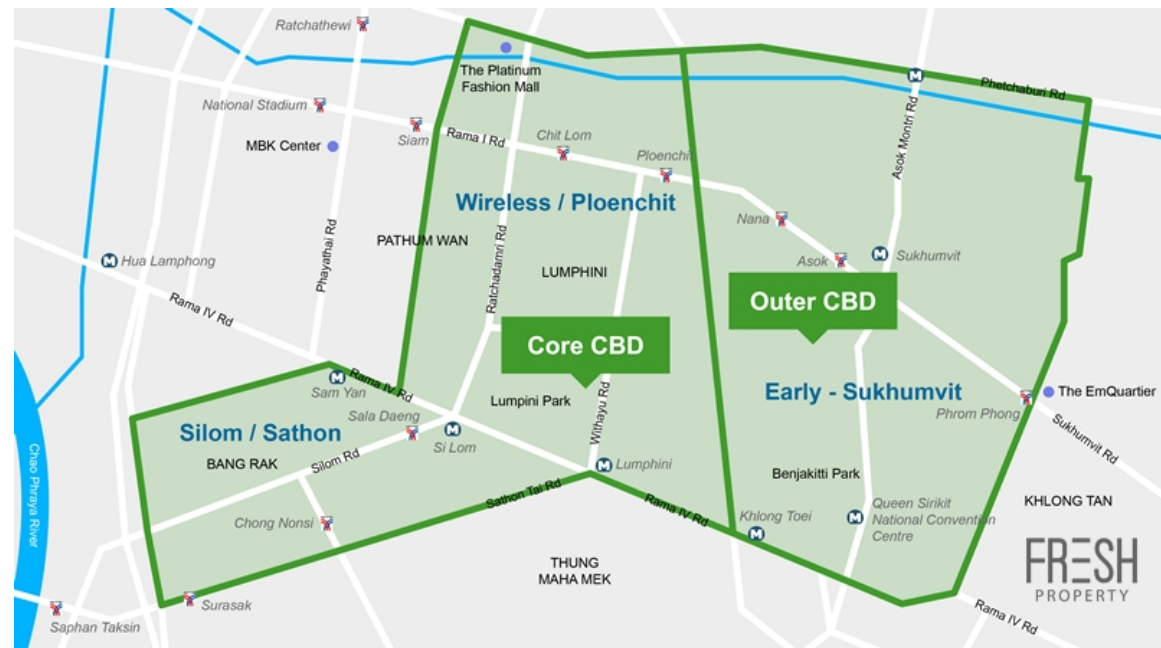 Ratchathewi
The Platinum
Fashion Mall
M
Phetchaburi Rd
National Stadium
MBK Center
Siam
Rama I Rd
Chit Lom
Ploenchit
Asok Montri Rd
Wireless / Ploenchit
Nana
PATHUM WAN
Phayathai Rd
Ratchadamri Rd
LUMPHINI
Asok
M
Sukhumvit
M
Hua Lamphong
Rama IV Rd
Outer CBD
Core CBD
M
Sam Yan
Rama IV Rd
Lumpini Park
Withayu Rd
Early - Sukhumvit
The EmQuartier
Phrom Phong
Sukhumvit Rd
Sala Daeng
Silom / Sathon
M
Si Lom
BANG RAK
Silom Rd
M
Lumphini
Benjakitti Park
Chao Phraya River
Sathon Tai Rd
Rama IV Rd
KHLONG TAN
Chong Nonsi
Khlong Toei
M
M
Queen Sirikit
National Convention
Centre
THUNG
MAHA MEK
FRESH
PROPERTY
Surasak
Saphan Taksin
Rama IV Rd